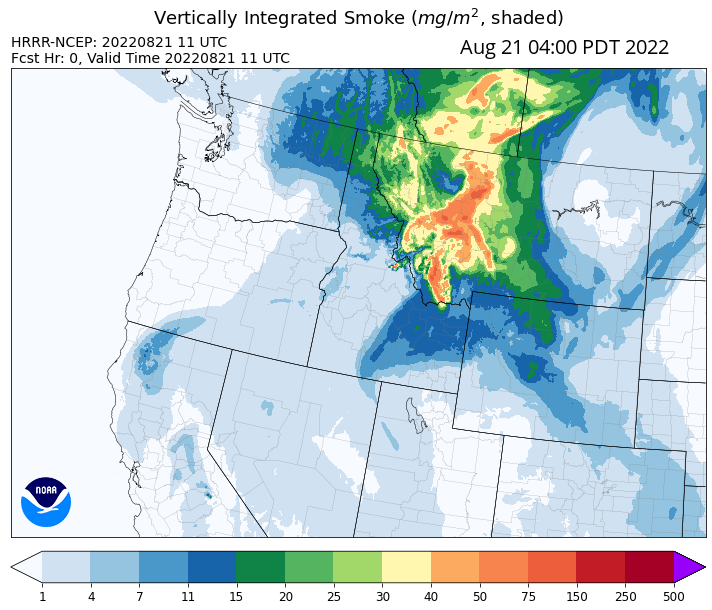 Vertically Integrated Smoke (mg/m², shaded)
HRRR-NCEP: 20220821 11 UTC
Fcst Hr: 0, Valid Time 20220821 11 UTC
Aug 21 04:00 PDT 2022
NOAA
1 4 7 11 15 20 25 30 40 50 75 150 250 500